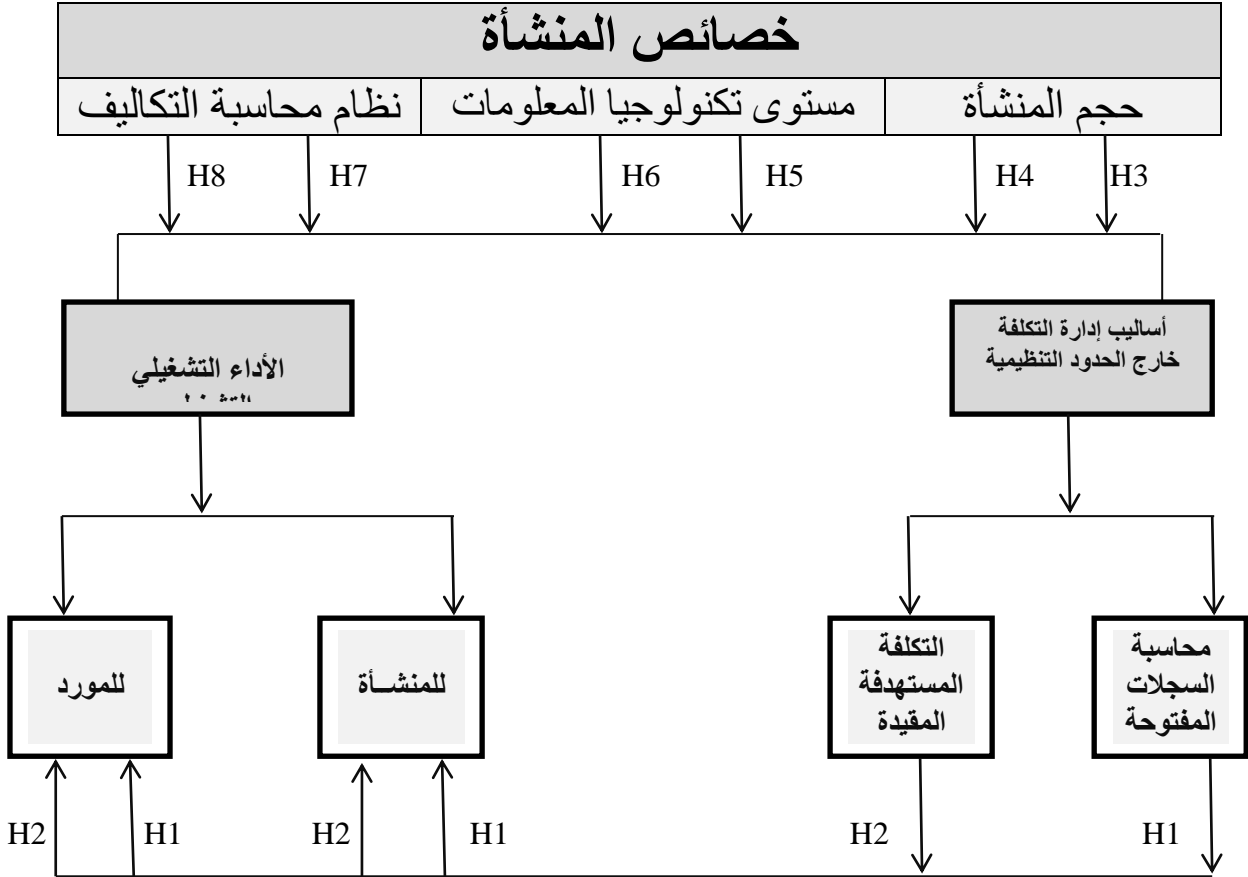 خصائص المنشأة
حجم المنشأة
مستوى تكنولوجيا المعلومات
نظام محاسبة التكاليف
H3
H4
H5
H6
H7
H8
أساليب إدارة التكلفة
خارج الحدود التنظيمية
الأداء التشغيلي
محاسبة
السجلات
المفتوحة
التكلفة
المستهدفة
المقيدة
للمنشــأة
للمورد
H1
H2
H1
H2
H1
H2